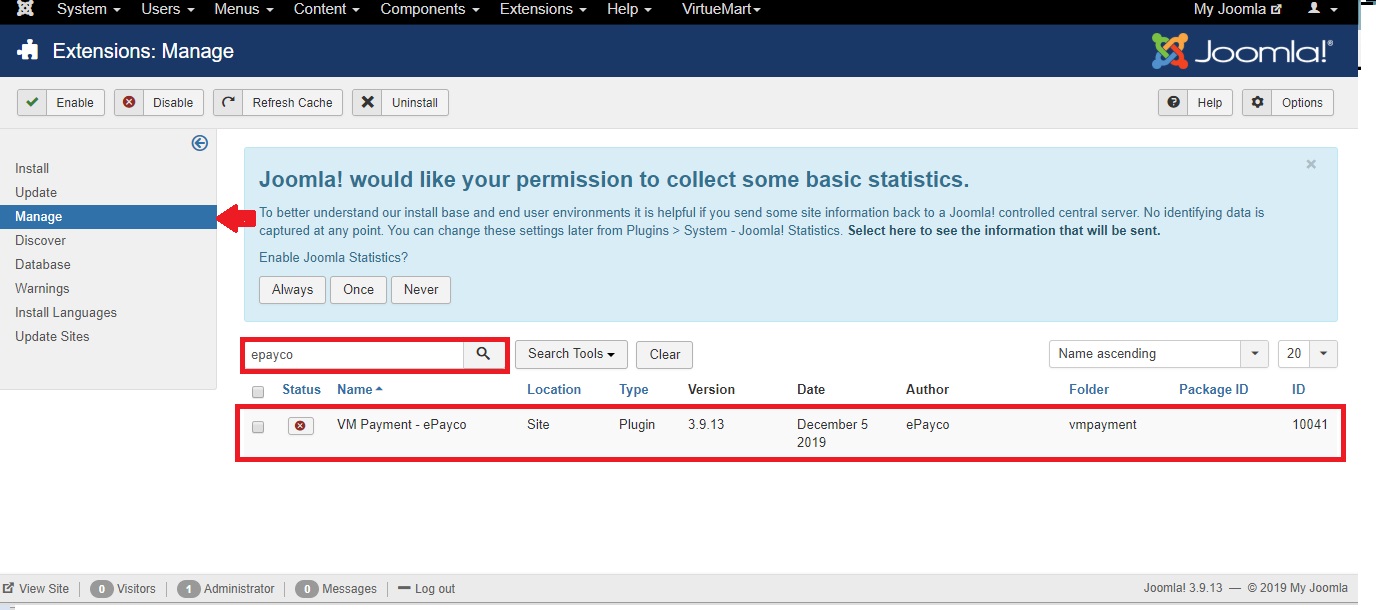 System Users Menus Content Components Extensions Help VirtueMart My Joomla
Extensions: Manage Joomla!®
Enable Disable Refresh Cache Uninstall Help Options
Install
Update
Manage
Discover
Database
Warnings
Install Languages
Update Sites
Joomla! would like your permission to collect some basic statistics. ×
To better understand our install base and end user environments it is helpful if you send some site information back to a Joomla! controlled central server. No identifying data is
captured at any point. You can change these settings later from Plugins > System - Joomla! Statistics. Select here to see the information that will be sent.
Enable Joomla Statistics?
Always Once Never
epayco Search Tools Clear Name ascending 20
Status Name Location Type Version Date Author Folder Package ID ID
VM Payment - ePayco Site Plugin 3.9.13 December 5 ePayco vmpayment 10041
2019
View Site 0 Visitors 1 Administrator 0 Messages Log out Joomla! 3.9.13 — © 2019 My Joomla